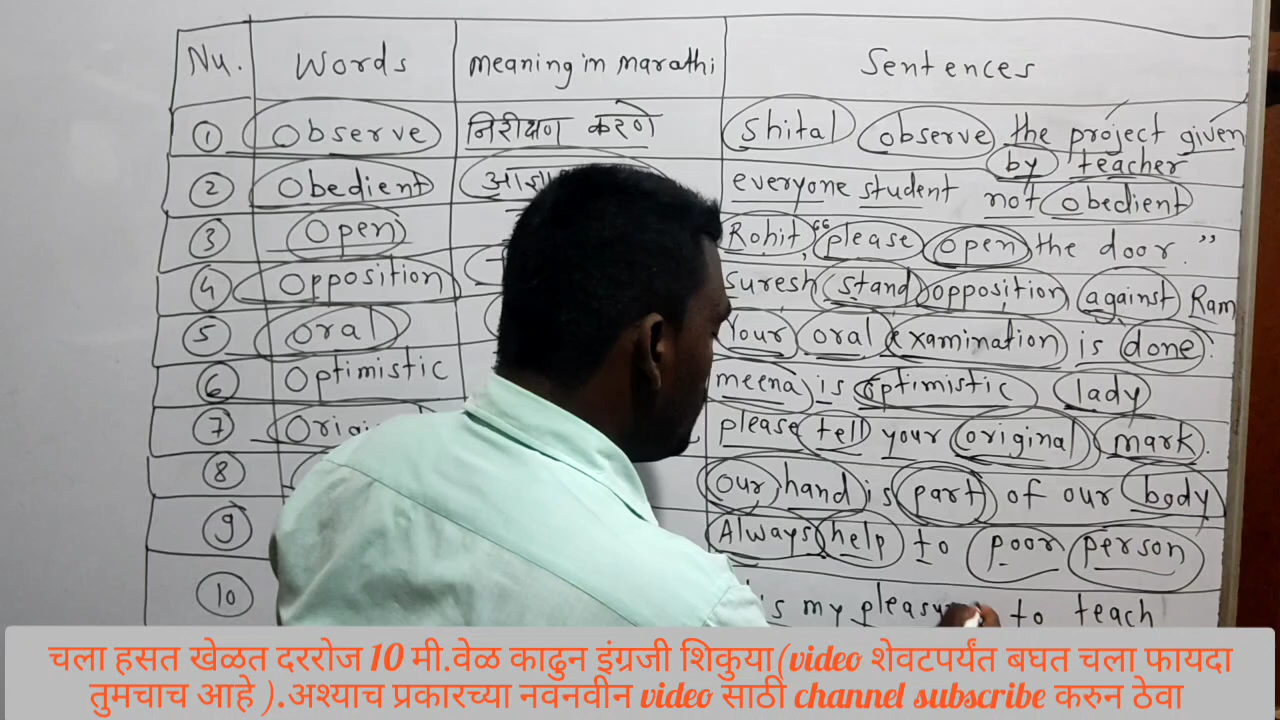 Nu. Words meaning in marathi Sentences
① Observe निरीक्षण करणे Shital observe the project given
by teacher
② Obedient everyone student not obedient
③ Open Rohit, “please open the door.”
④ Opposition Suresh stand opposition against Ram
⑤ oral Your oral examination is done.
⑥ Optimistic meena is optimistic lady
⑦ please tell your original mark.
⑧ our hand is part of our body
⑨ Always help to poor person
⑩ is my to teach
चला हसत खेळत दररोज 10 मी.वेळ काढुन इंग्रजी शिकुया(video शेवटपर्यंत बघत चला फायदा
तुमचाच आहे ).अश्याच प्रकारच्या नवनवीन video साठी channel subscribe करुन ठेवा